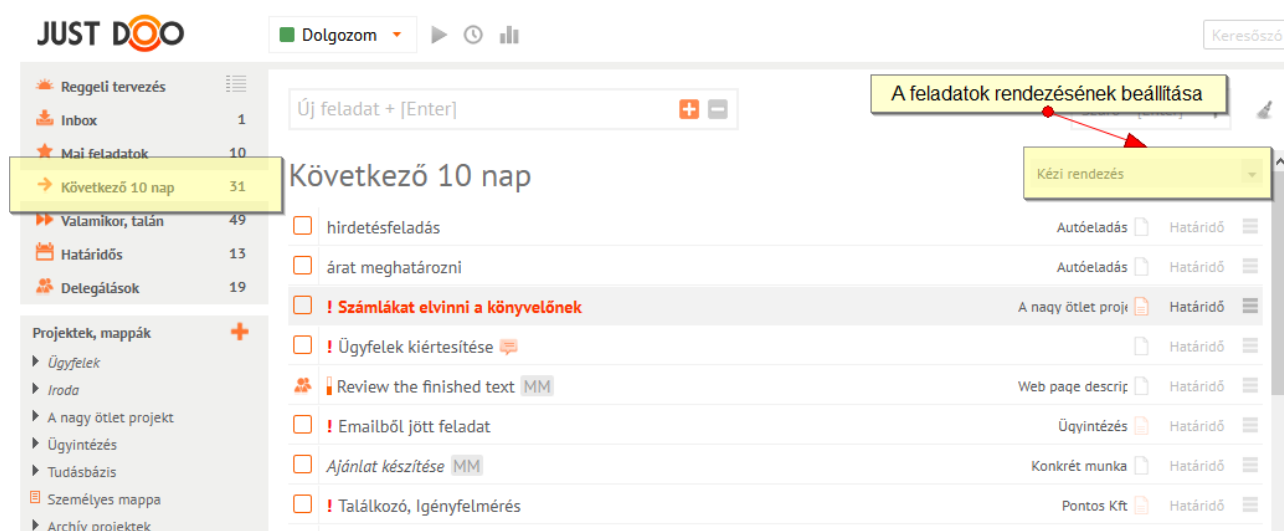 JUST DOO
Dolgozom
Keresőszó
Reggeli tervezés
Inbox 1
Mai feladatok 10
Következő 10 nap 31
Valamikor, talán 49
Határidős 13
Delegálások 19
Projektek, mappák
Ügyfelek
Iroda
A nagy ötlet projekt
Ügyintézés
Tudásbázis
Személyes mappa
Archív projektek
Új feladat + [Enter]
A feladatok rendezésének beállítása
Következő 10 nap
Kézi rendezés
hirdetésfeladás Autóeladás Határidő
árat meghatározni Autóeladás Határidő
! Számlákat elvinni a könyvelőnek A nagy ötlet proje Határidő
! Ügyfelek kiértesítése Határidő
Review the finished text MM Web page descrip Határidő
! Emailből jött feladat Ügyintézés Határidő
Ajánlat készítése MM Konkrét munka Határidő
! Találkozó, Igényfelmérés Pontos Kft Határidő